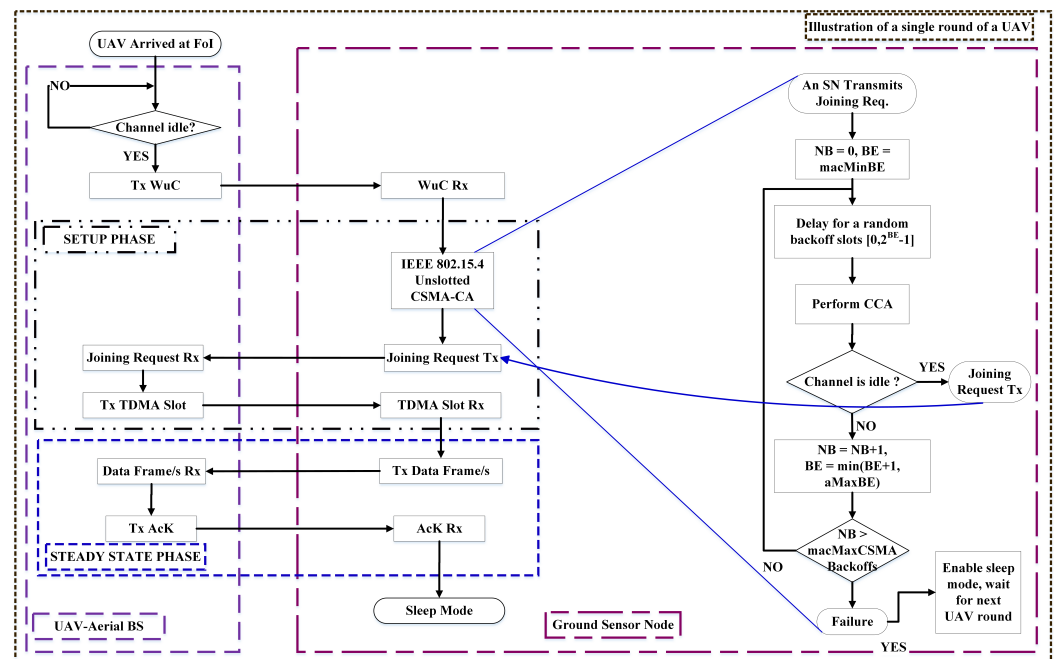 Illustration of a single round of a UAV
UAV Arrived at FoI
NO
Channel idle?
YES
Tx WuC
WuC Rx
SETUP PHASE
IEEE 802.15.4
Unslotted
CSMA-CA
Joining Request Rx
Joining Request Tx
Tx TDMA Slot
TDMA Slot Rx
Data Frame/s Rx
Tx Data Frame/s
Tx AcK
AcK Rx
STEADY STATE PHASE
Sleep Mode
UAV-Aerial BS
Ground Sensor Node
An SN Transmits
Joining Req.
NB = 0, BE =
macMinBE
Delay for a random
backoff slots [0,2^BE-1]
Perform CCA
Channel is idle ?
YES
Joining
Request Tx
NO
NB = NB+1,
BE = min(BE+1,
aMaxBE)
NB >
macMaxCSMA
Backoffs
NO
Enable sleep
mode, wait
for next
UAV round
Failure
YES